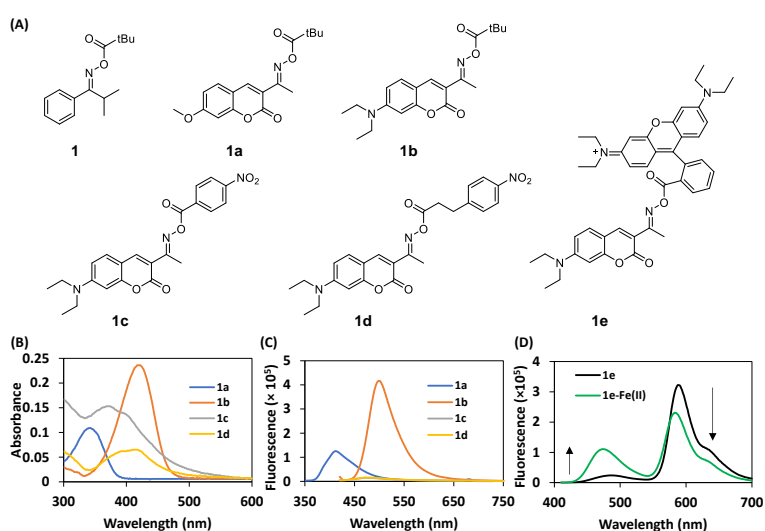 (A)
O
tBu
O
N
1
O
tBu
O
N
O
O
O
1a
O
tBu
O
N
N
O
O
1b
N
O
N
+
O
O
N
N
O
O
1e
NO2
O
O
N
N
O
O
1c
NO2
O
O
N
N
O
O
1d
(B)
Absorbance
0.25
0.2
0.15
0.1
0.05
0
300 400 500 600
Wavelength (nm)
1a
1b
1c
1d
(C)
Fluorescence (× 10⁵)
5
4
3
2
1
0
350 450 550 650 750
Wavelength (nm)
1a
1b
1c
1d
(D)
Fluorescence (×10⁵)
4
3
2
1
0
400 500 600 700
Wavelength (nm)
1e
1e-Fe(II)